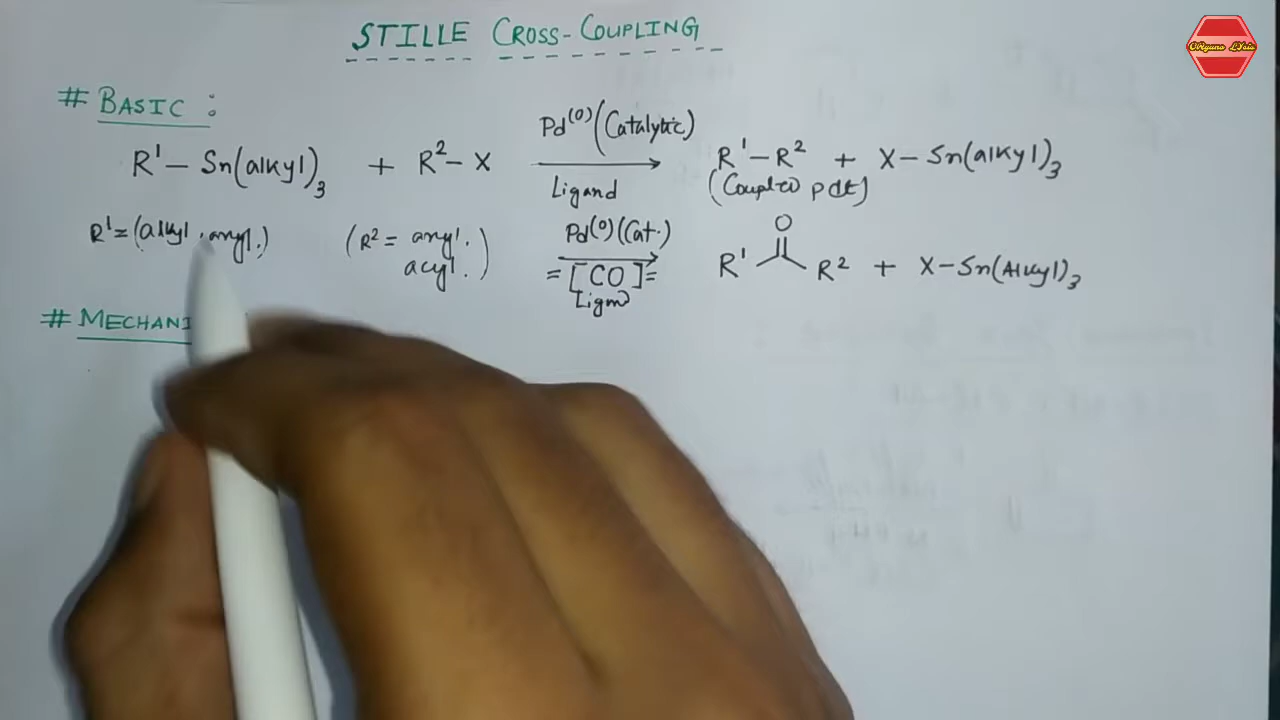 STILLE CROSS-COUPLING
# BASIC :
R¹ – Sn(alkyl)₃ + R² – X Pd⁽⁰⁾(Catalytic) Ligand R¹–R² + X – Sn(alkyl)₃
(Coupled pdt)
R¹ = (alkyl, aryl.) (R² = aryl. acyl.) Pd⁽⁰⁾(Cat.) = [CO] = R¹ O R² + X–Sn(Alkyl)₃
# MECHANI